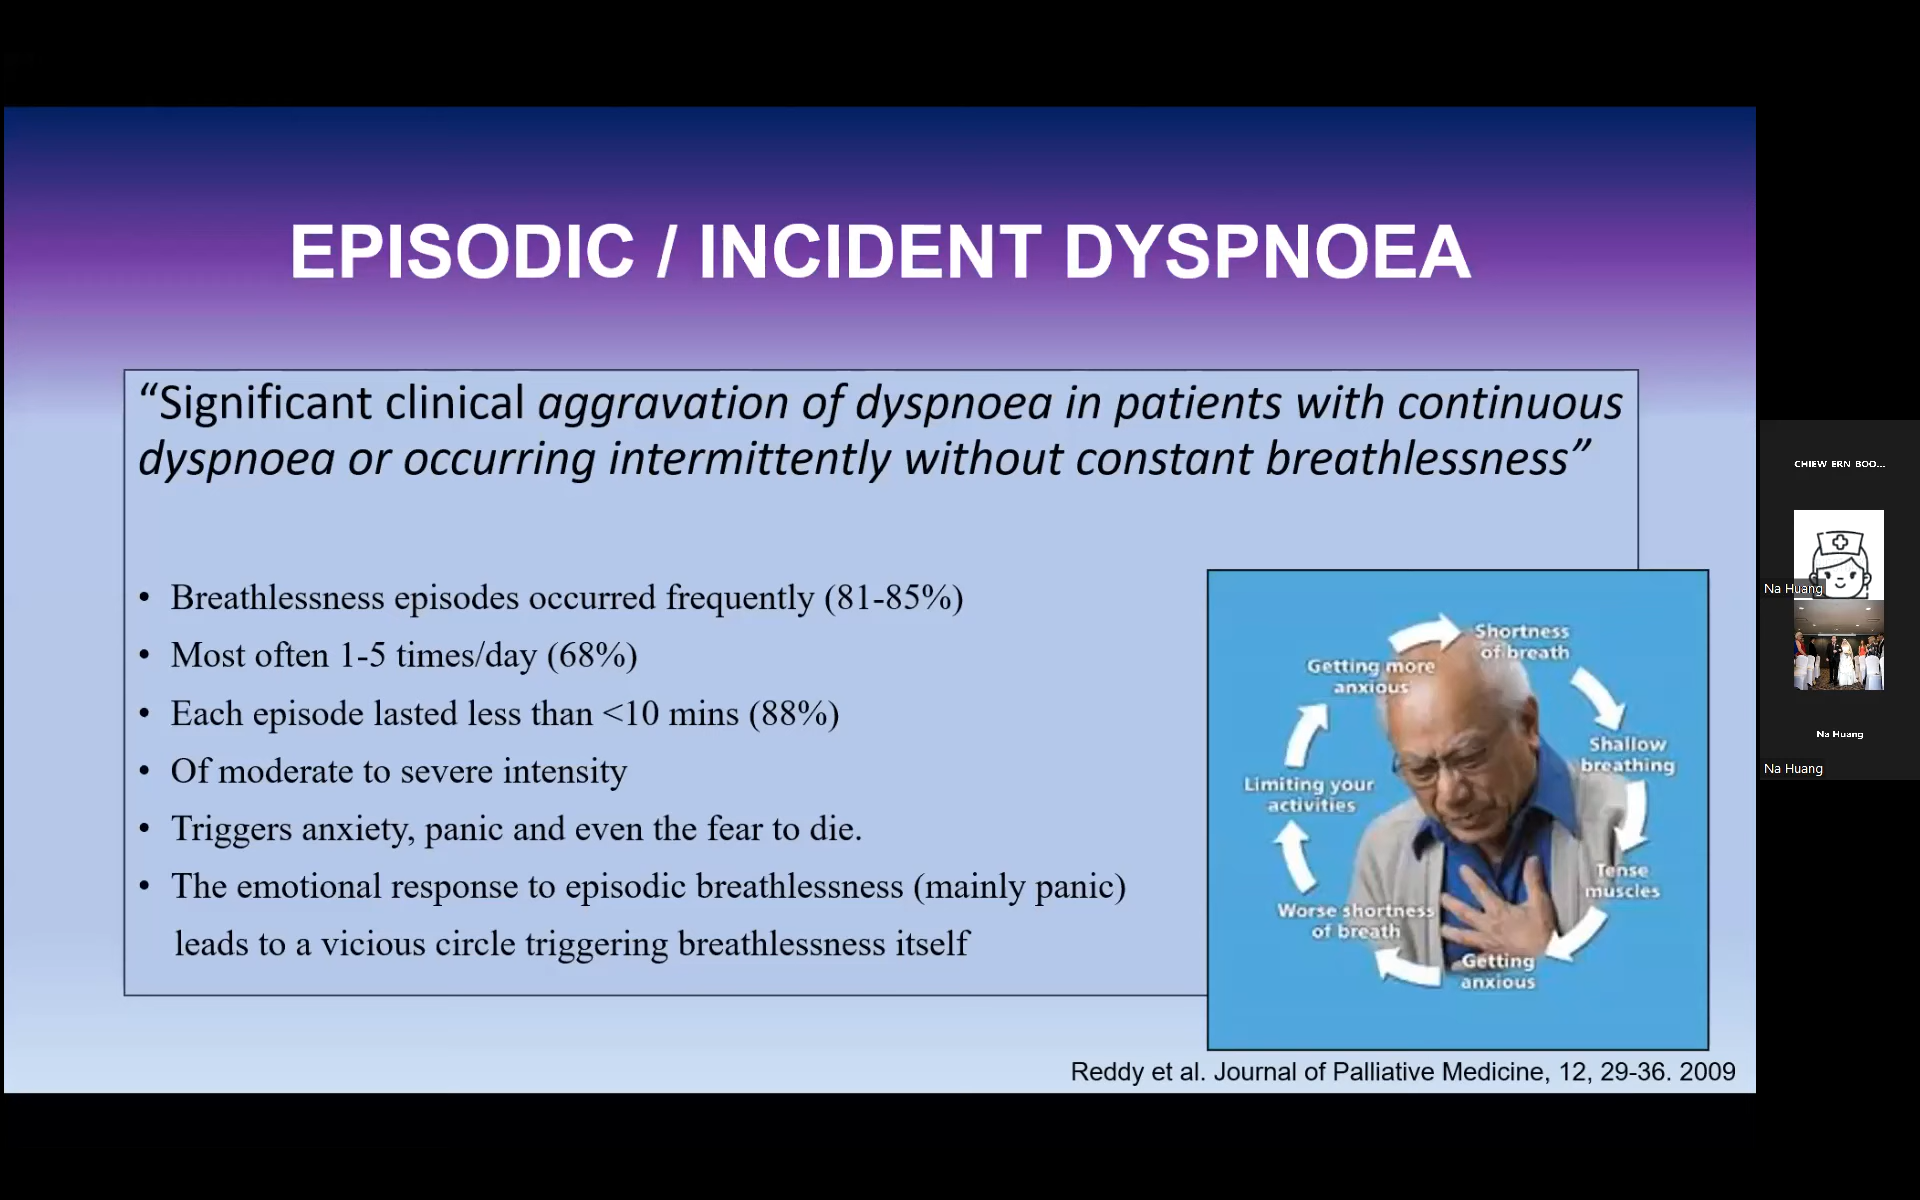 EPISODIC / INCIDENT DYSPNOEA
“Significant clinical aggravation of dyspnoea in patients with continuous
dyspnoea or occurring intermittently without constant breathlessness”
• Breathlessness episodes occurred frequently (81-85%)
• Most often 1-5 times/day (68%)
• Each episode lasted less than <10 mins (88%)
• Of moderate to severe intensity
• Triggers anxiety, panic and even the fear to die.
• The emotional response to episodic breathlessness (mainly panic)
leads to a vicious circle triggering breathlessness itself
Shortness
of breath
Shallow
breathing
Tense
muscles
Getting
anxious
Worse shortness
of breath
Limiting your
activities
Getting more
anxious
Reddy et al. Journal of Palliative Medicine, 12, 29-36. 2009
CHIEW ERN BOO...
Na Huang
Na Huang
Na Huang